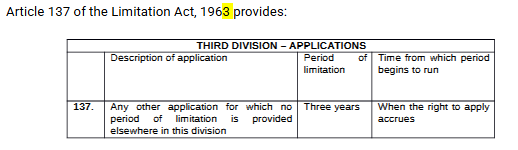 Article 137 of the Limitation Act, 1963 provides:
THIRD DIVISION – APPLICATIONS
Description of application
Period of
limitation
Time from which period
begins to run
137.
Any other application for which no
period of limitation is provided
elsewhere in this division
Three years
When the right to apply
accrues